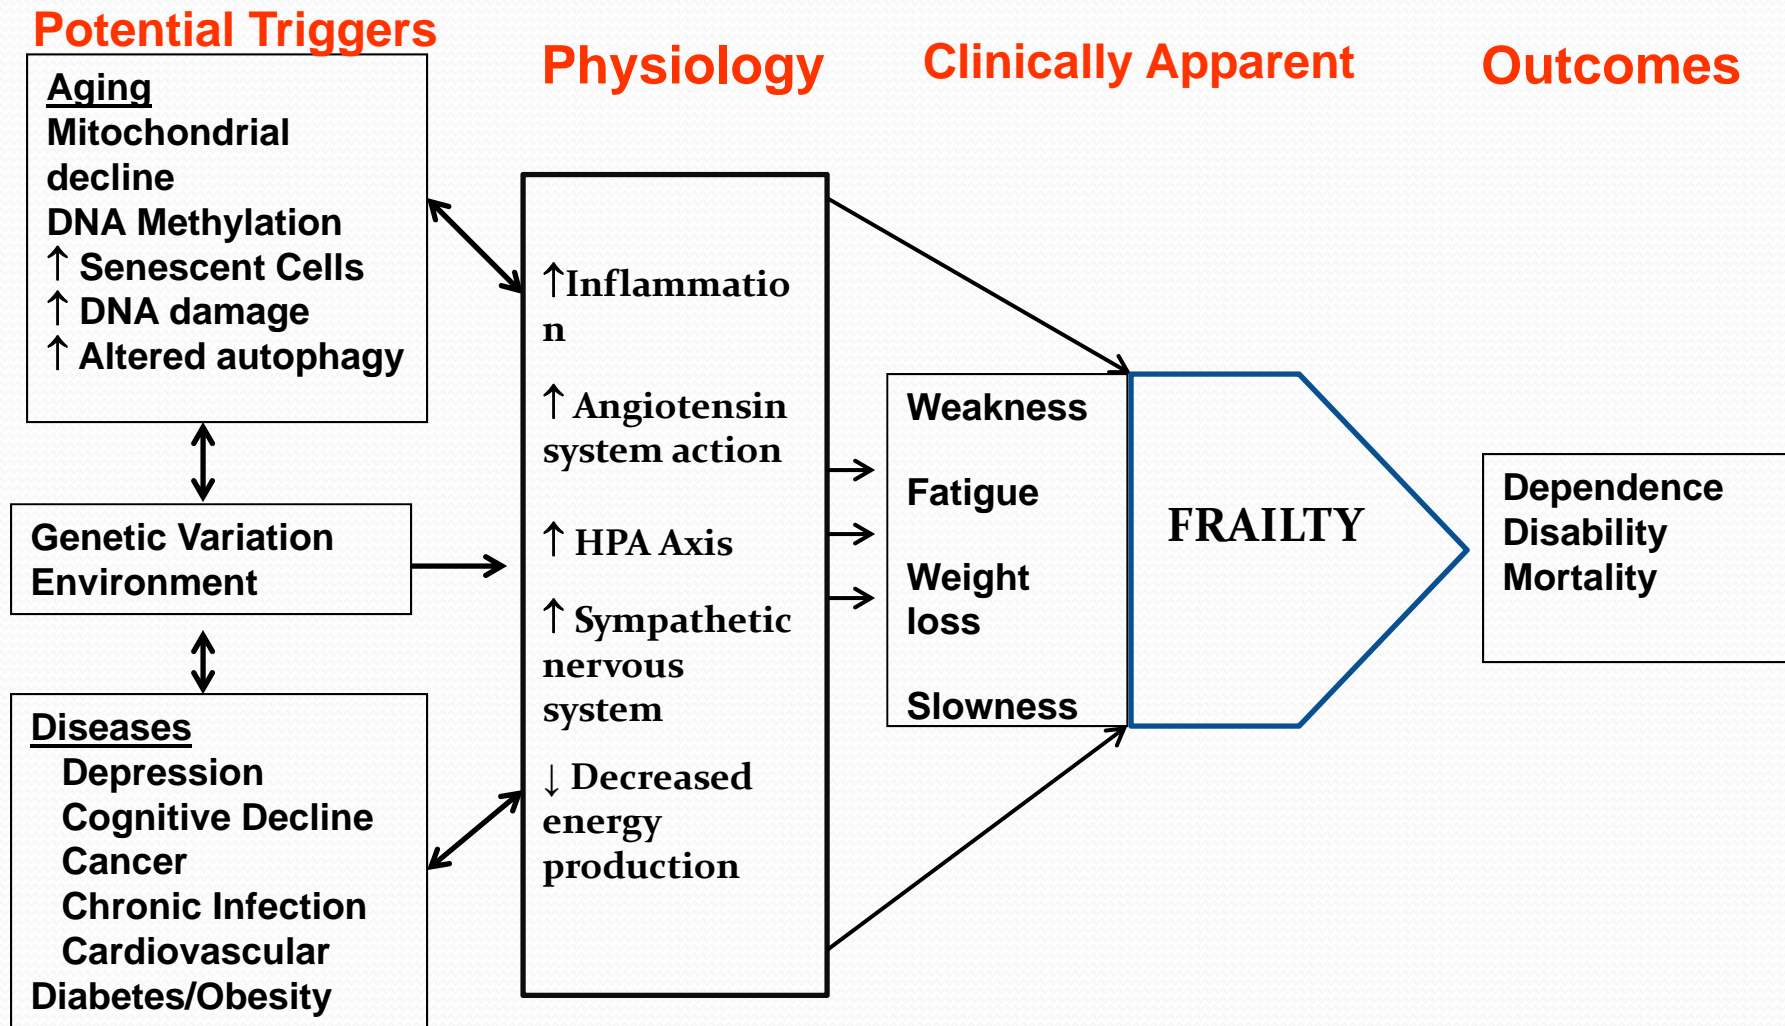 Potential Triggers
Physiology
Clinically Apparent
Outcomes
Aging
Mitochondrial
decline
DNA Methylation
↑ Senescent Cells
↑ DNA damage
↑ Altered autophagy
Genetic Variation
Environment
Diseases
Depression
Cognitive Decline
Cancer
Chronic Infection
Cardiovascular
Diabetes/Obesity
↑Inflammatio
n
↑ Angiotensin
system action
↑ HPA Axis
↑ Sympathetic
nervous
system
↓ Decreased
energy
production
Weakness
Fatigue
Weight
loss
Slowness
FRAILTY
Dependence
Disability
Mortality